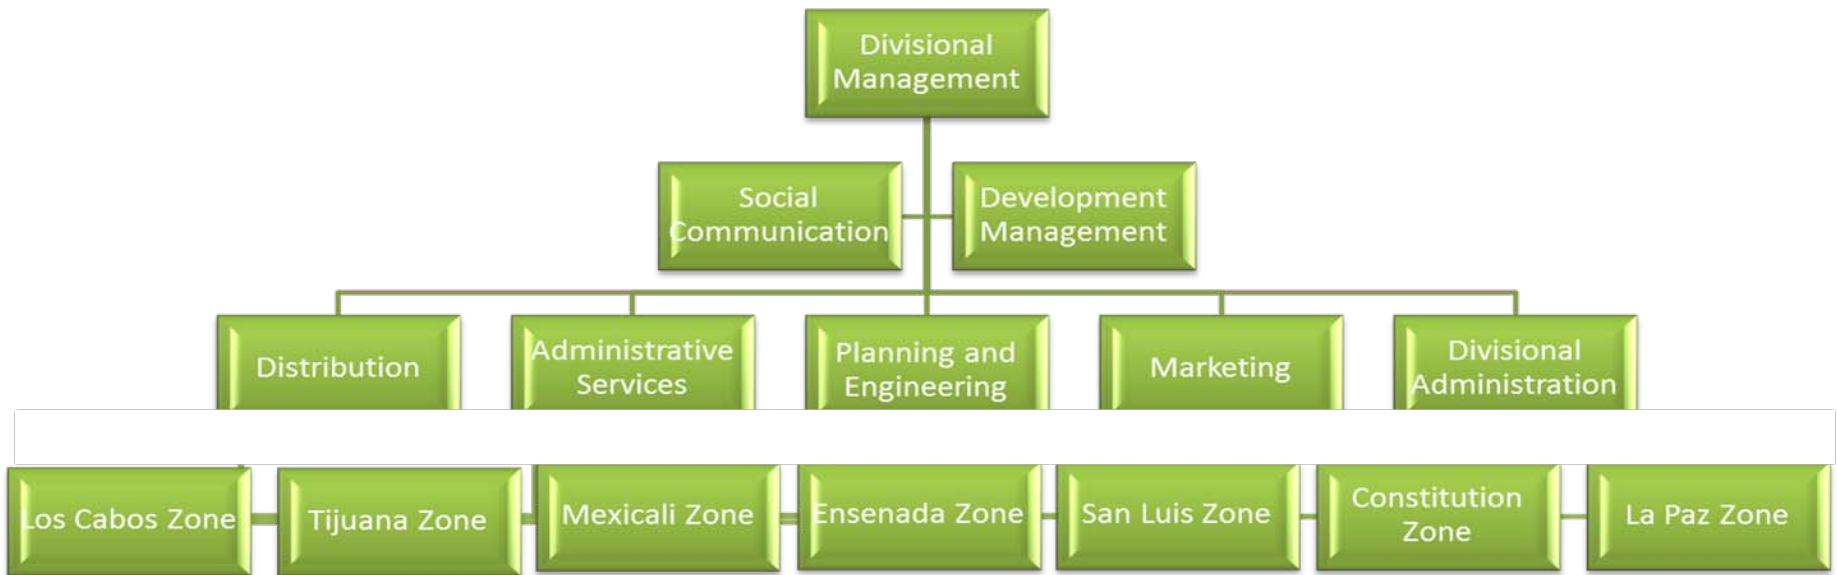 Divisional
Management
Social
Communication
Development
Management
Distribution
Administrative
Services
Planning and
Engineering
Marketing
Divisional
Administration
Los Cabos Zone
Tijuana Zone
Mexicali Zone
Ensenada Zone
San Luis Zone
Constitution
Zone
La Paz Zone